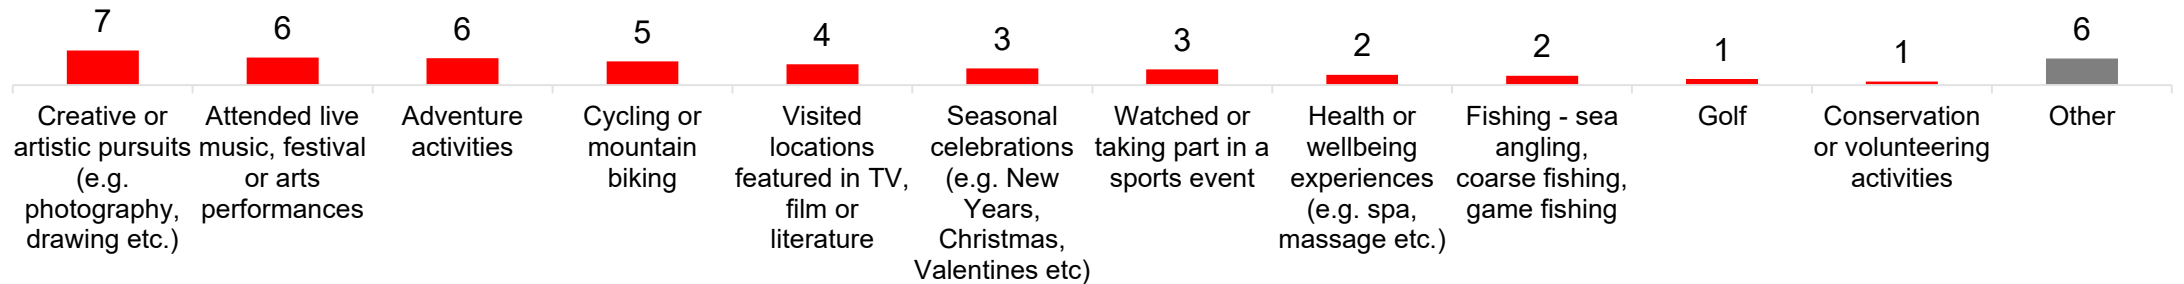 7
6
6
5
4
3
3
2
2
1
1
6
Creative or
artistic pursuits
(e.g.
photography,
drawing etc.)
Attended live
music, festival
or arts
performances
Adventure
activities
Cycling or
mountain
biking
Visited
locations
featured in TV,
film or
literature
Seasonal
celebrations
(e.g. New
Years,
Christmas,
Valentines etc)
Watched or
taking part in a
sports event
Health or
wellbeing
experiences
(e.g. spa,
massage etc.)
Fishing - sea
angling,
coarse fishing,
game fishing
Golf
Conservation
or volunteering
activities
Other